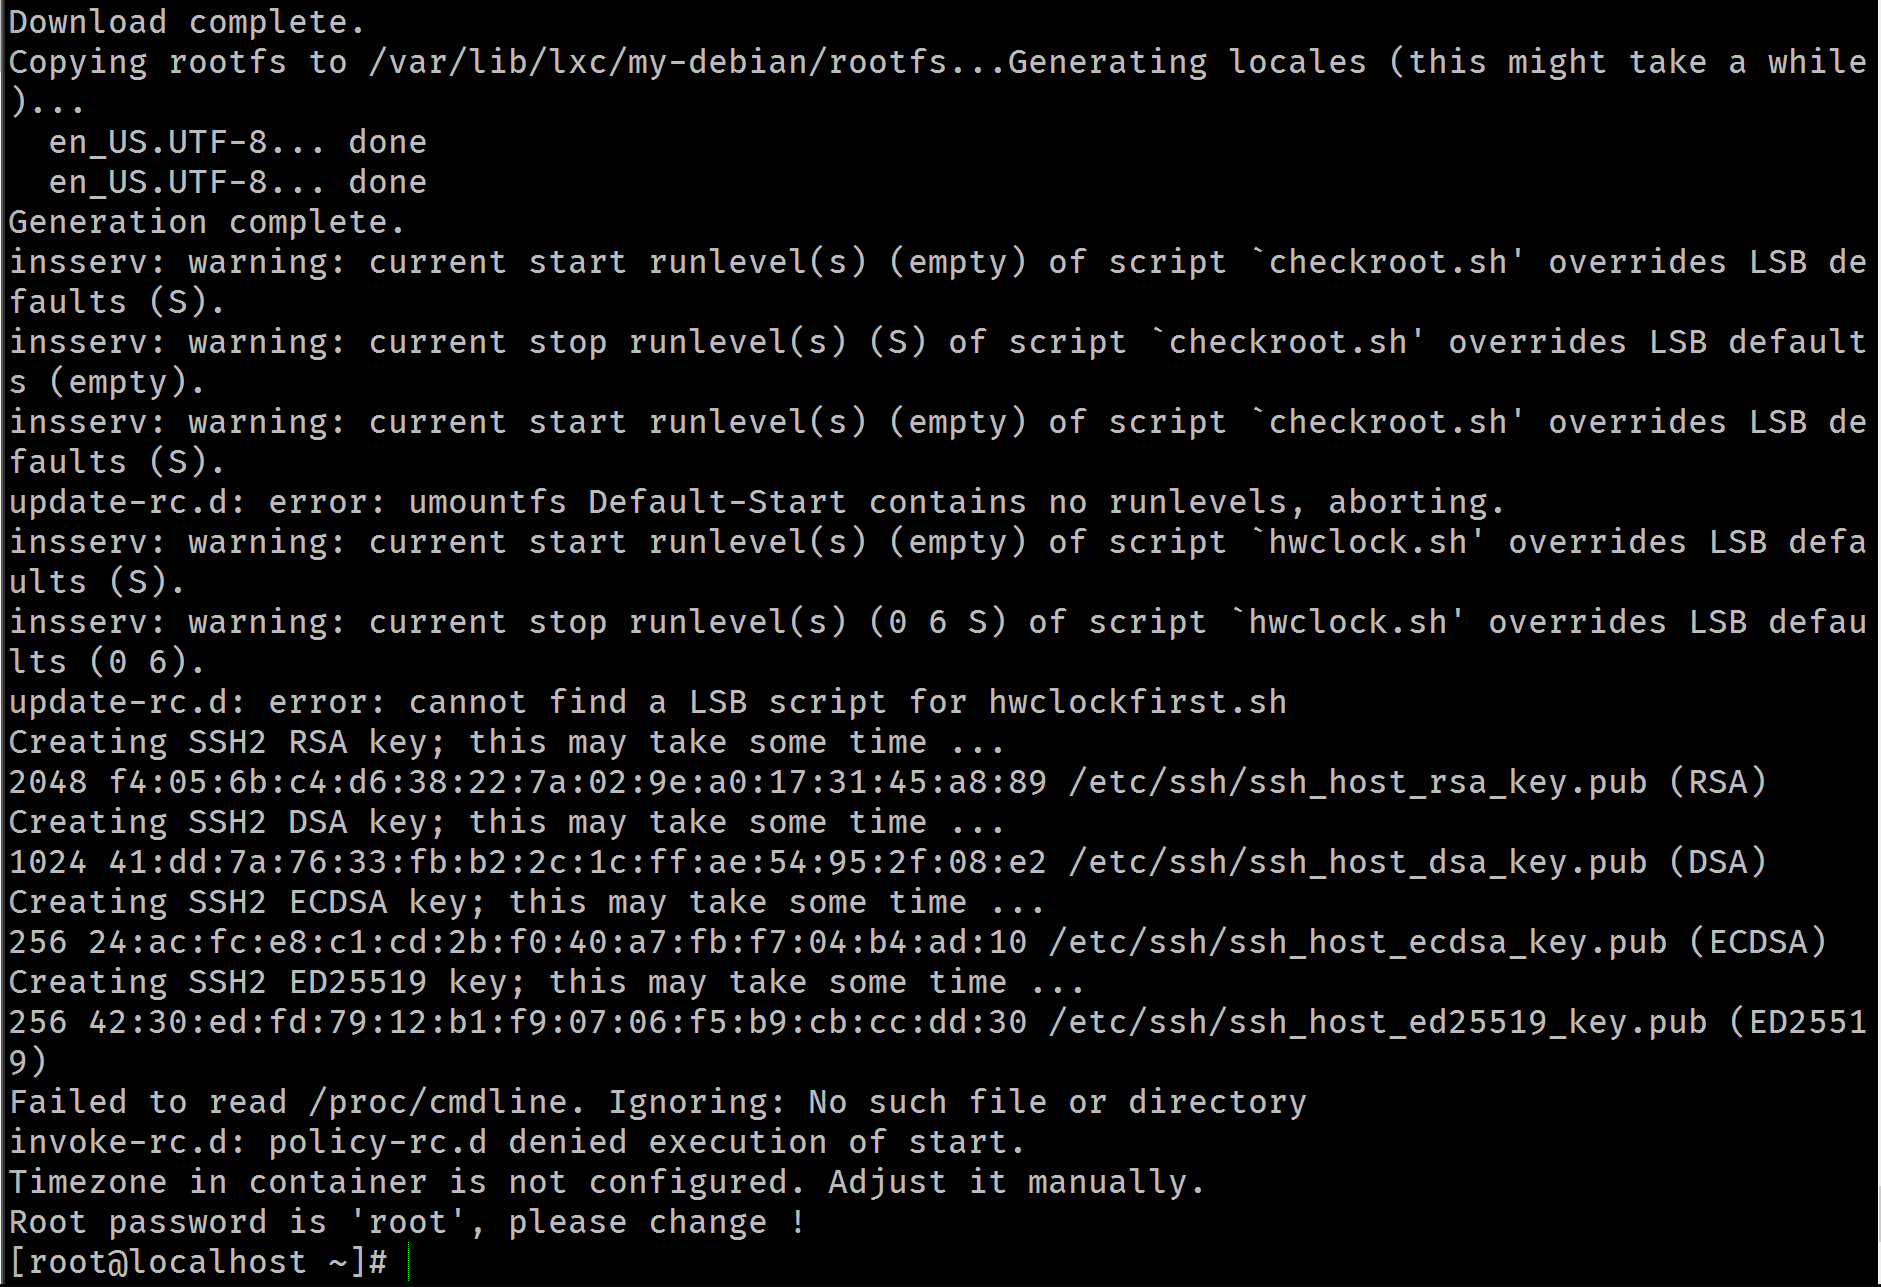 Download complete.
Copying rootfs to /var/lib/lxc/my-debian/rootfs...Generating locales (this might take a while
)...
  en_US.UTF-8... done
  en_US.UTF-8... done
Generation complete.
insserv: warning: current start runlevel(s) (empty) of script `checkroot.sh' overrides LSB de
faults (S).
insserv: warning: current stop runlevel(s) (S) of script `checkroot.sh' overrides LSB default
s (empty).
insserv: warning: current start runlevel(s) (empty) of script `checkroot.sh' overrides LSB de
faults (S).
update-rc.d: error: umountfs Default-Start contains no runlevels, aborting.
insserv: warning: current start runlevel(s) (empty) of script `hwclock.sh' overrides LSB defa
ults (S).
insserv: warning: current stop runlevel(s) (0 6 S) of script `hwclock.sh' overrides LSB defau
lts (0 6).
update-rc.d: error: cannot find a LSB script for hwclockfirst.sh
Creating SSH2 RSA key; this may take some time ...
2048 f4:05:6b:c4:d6:38:22:7a:02:9e:a0:17:31:45:a8:89 /etc/ssh/ssh_host_rsa_key.pub (RSA)
Creating SSH2 DSA key; this may take some time ...
1024 41:dd:7a:76:33:fb:b2:2c:1c:ff:ae:54:95:2f:08:e2 /etc/ssh/ssh_host_dsa_key.pub (DSA)
Creating SSH2 ECDSA key; this may take some time ...
256 24:ac:fc:e8:c1:cd:2b:f0:40:a7:fb:f7:04:b4:ad:10 /etc/ssh/ssh_host_ecdsa_key.pub (ECDSA)
Creating SSH2 ED25519 key; this may take some time ...
256 42:30:ed:fd:79:12:b1:f9:07:06:f5:b9:cb:cc:dd:30 /etc/ssh/ssh_host_ed25519_key.pub (ED2551
9)
Failed to read /proc/cmdline. Ignoring: No such file or directory
invoke-rc.d: policy-rc.d denied execution of start.
Timezone in container is not configured. Adjust it manually.
Root password is 'root', please change !
[root@localhost ~]#